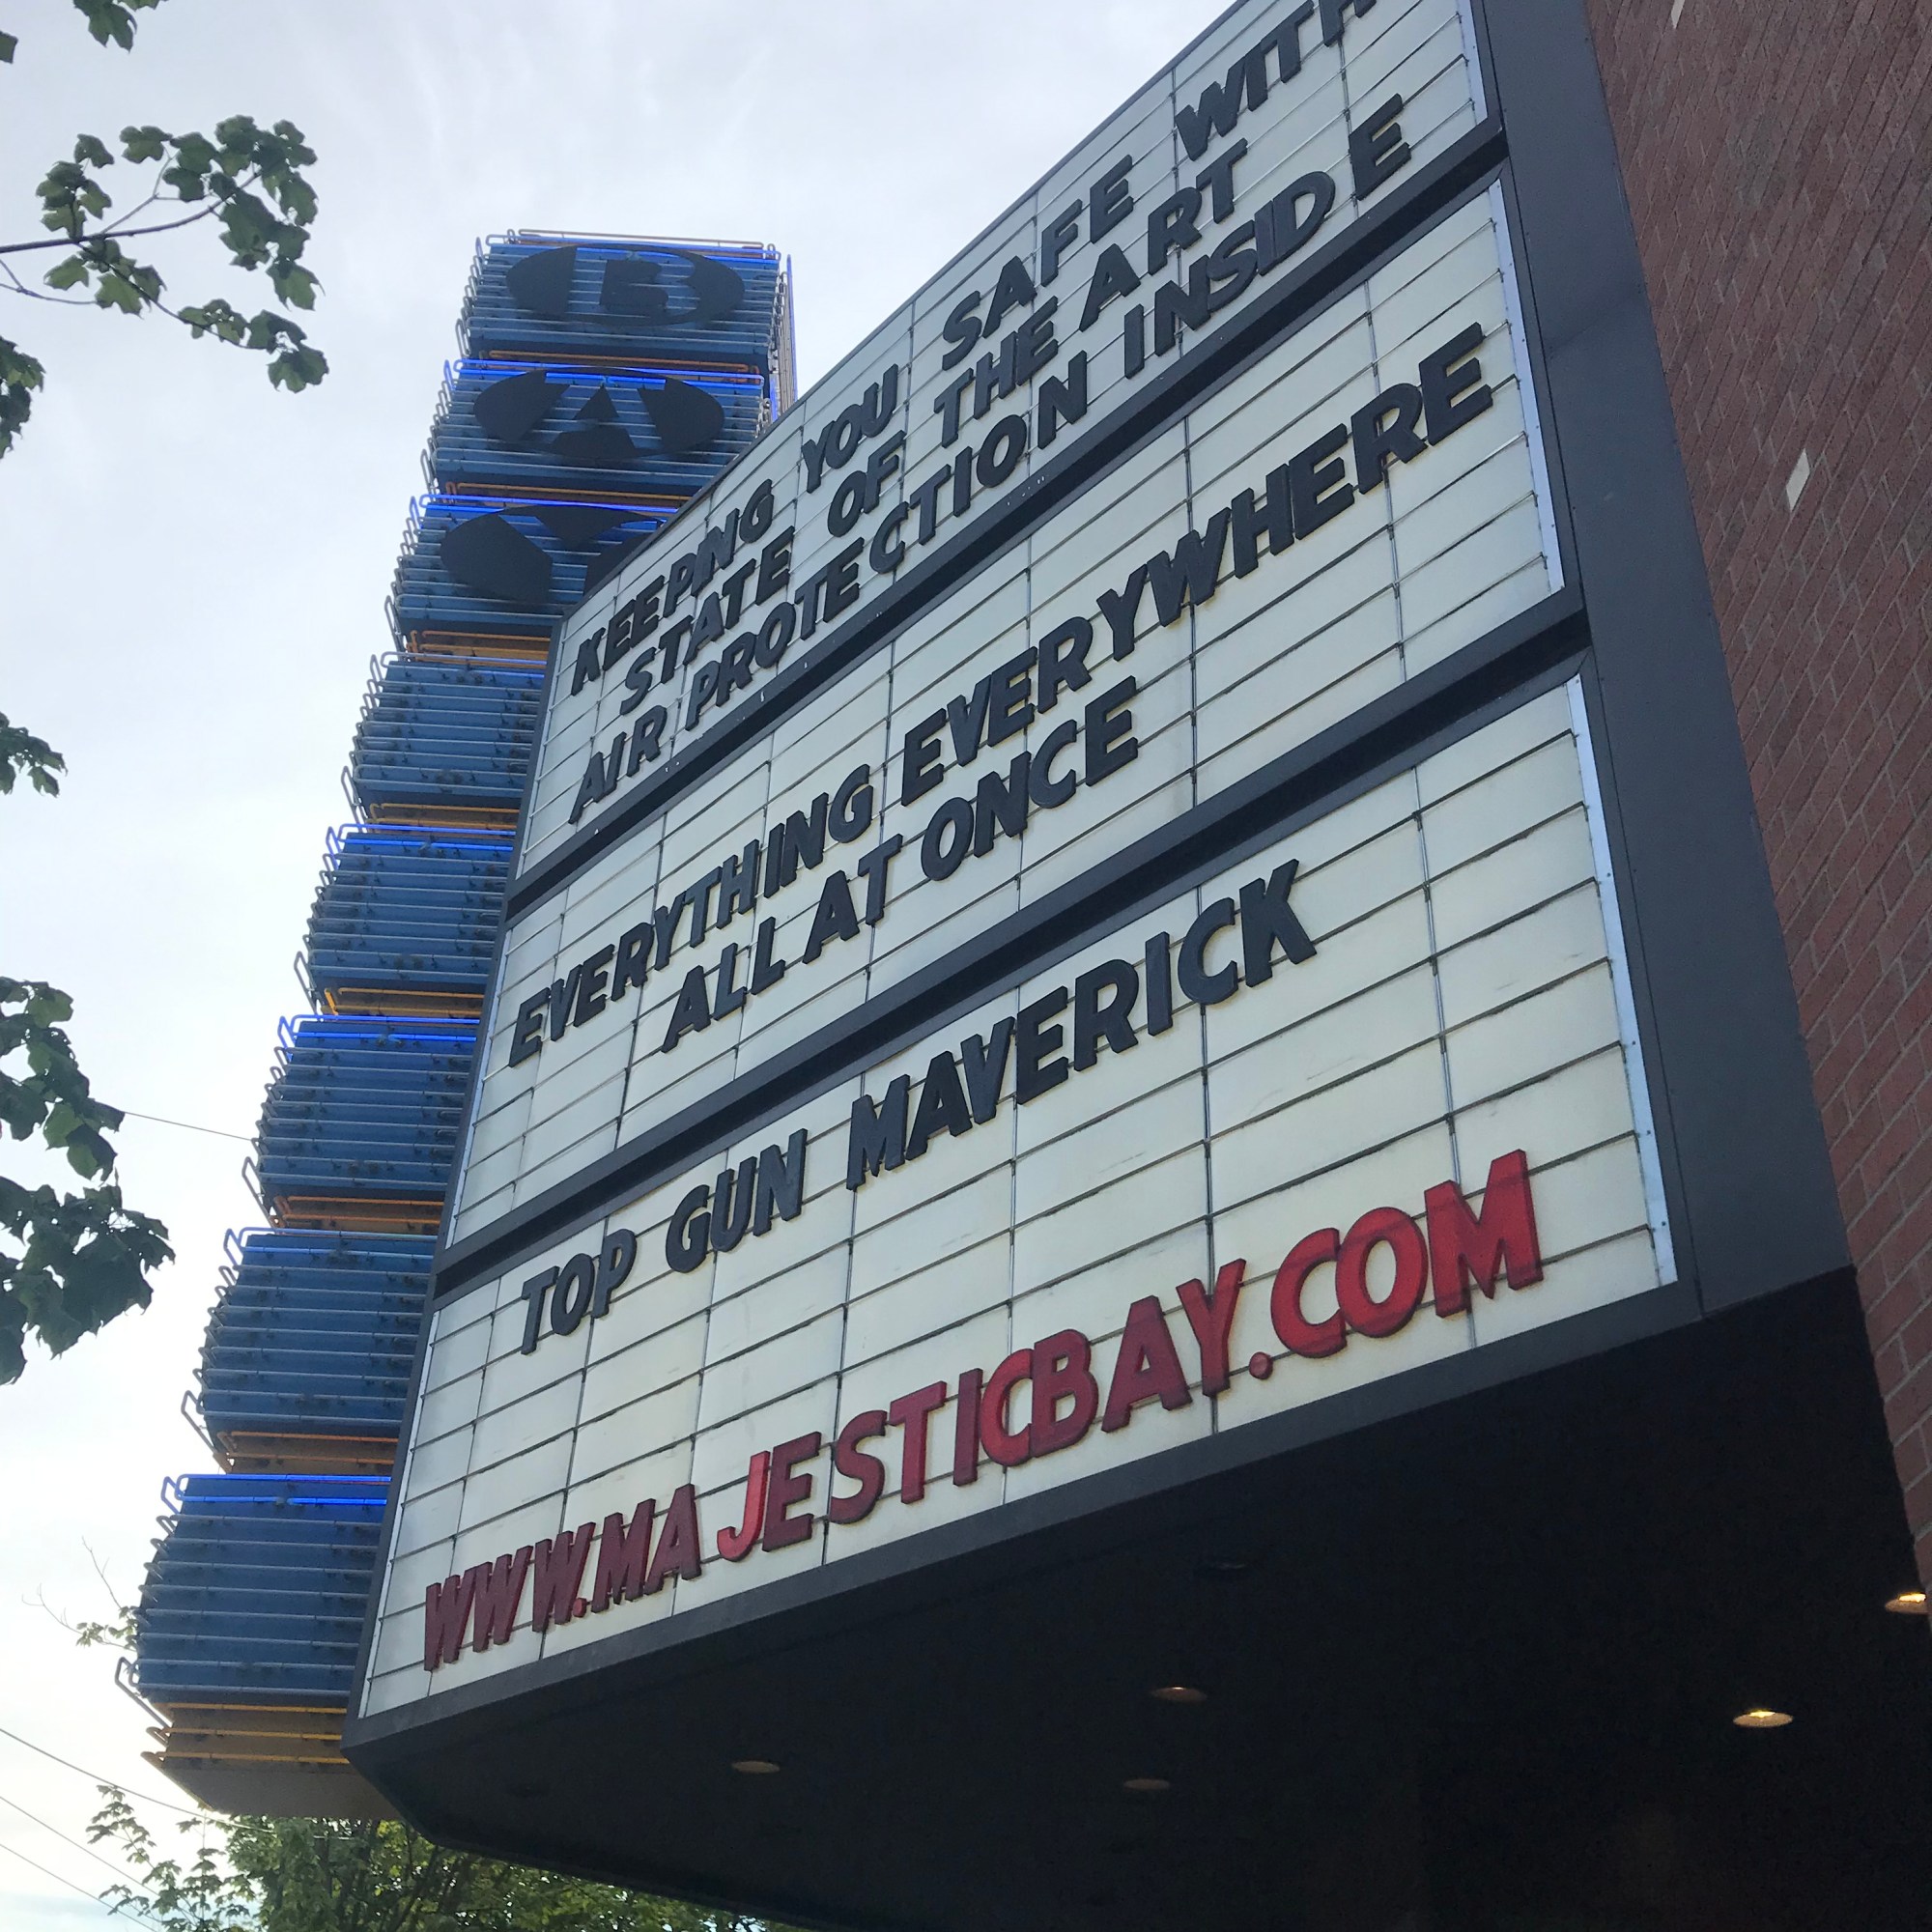 BAY
KEEPING YOU SAFE WITH
STATE OF THE ART
AIR PROTECTION INSIDE
EVERYTHING EVERYWHERE
ALL AT ONCE
TOP GUN MAVERICK
WWW.MAJESTICBAY.COM